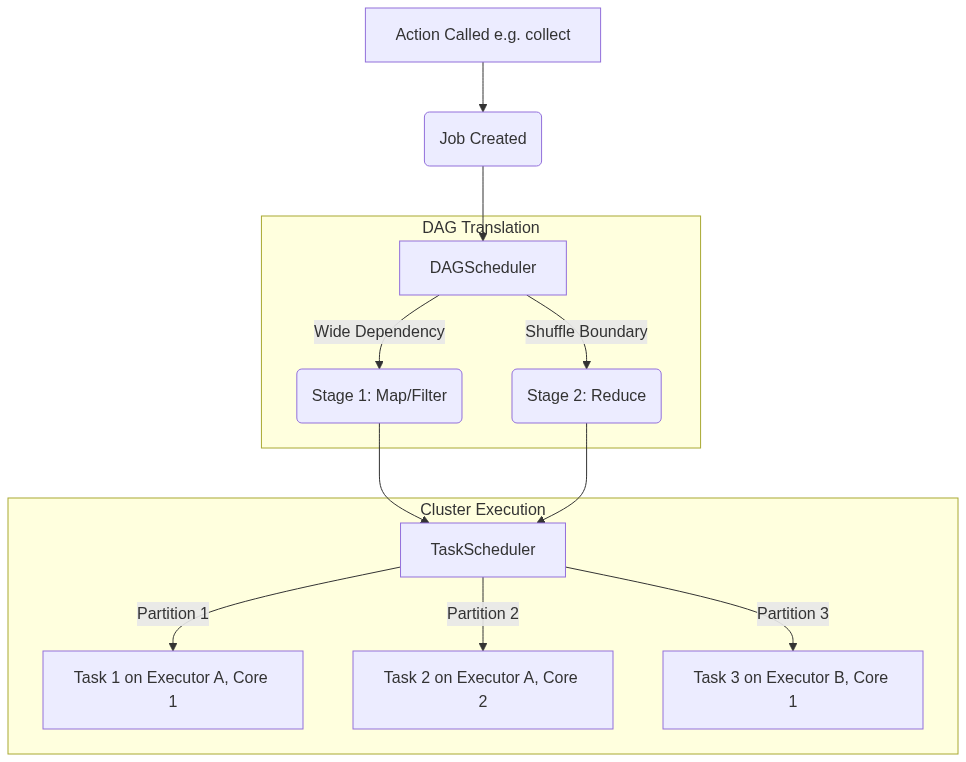 Action Called e.g. collect
Job Created
DAG Translation
DAGScheduler
Wide Dependency
Shuffle Boundary
Stage 1: Map/Filter
Stage 2: Reduce
Cluster Execution
TaskScheduler
Partition 1
Partition 2
Partition 3
Task 1 on Executor A, Core
1
Task 2 on Executor A, Core
2
Task 3 on Executor B, Core
1